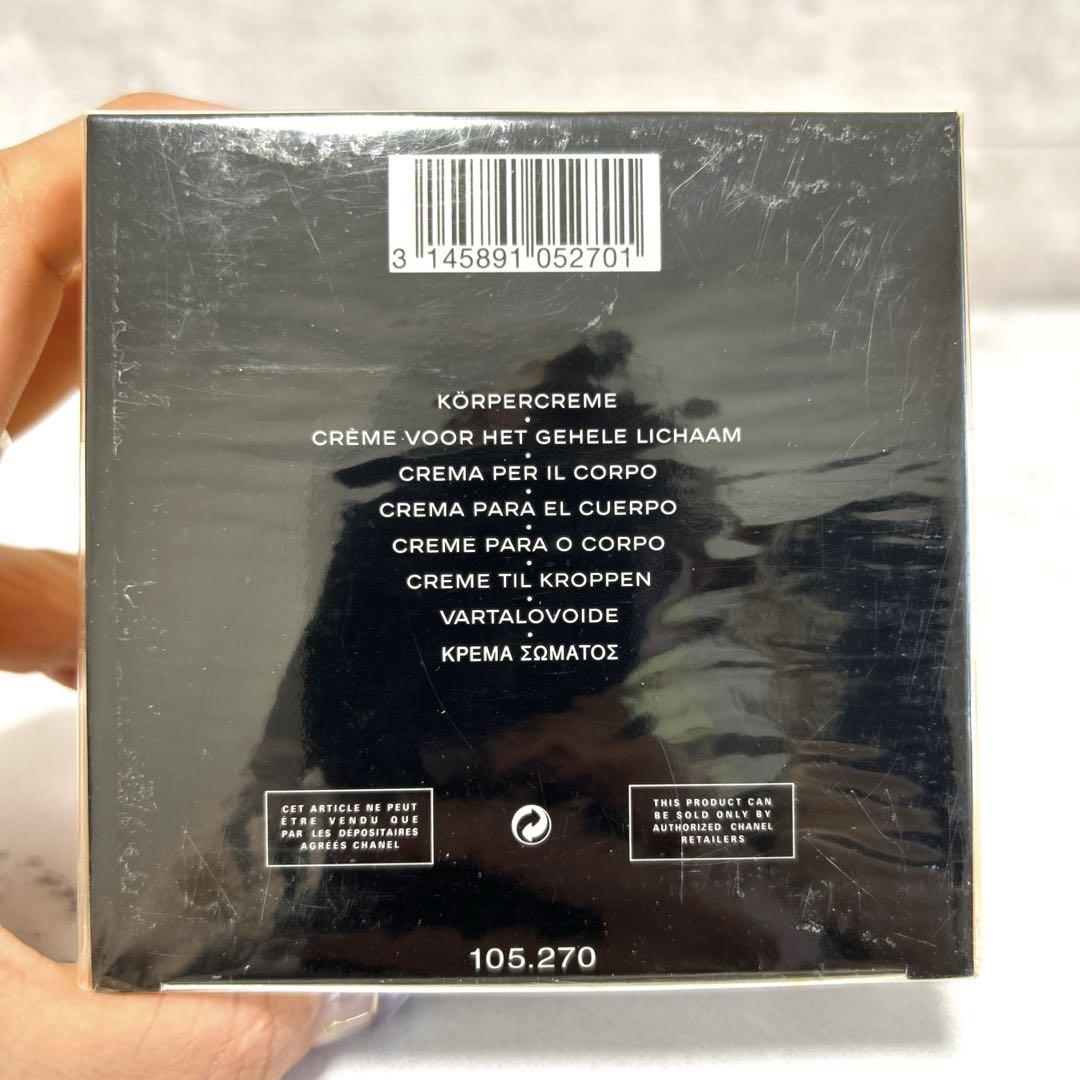 3 145891 052701
KÖRPERCREME
CRÈME VOOR HET GEHELE LICHAAM
CREMA PER IL CORPO
CREMA PARA EL CUERPO
CREME PARA O CORPO
CREME TIL KROPPEN
VARTALOVOIDE
ΚΡΕΜΑ ΣΩΜΑΤΟΣ
CET ARTICLE NE PEUT
ÊTRE VENDU QUE
PAR LES DÉPOSITAIRES
AGRÉÉS CHANEL
THIS PRODUCT CAN
BE SOLD ONLY BY
AUTHORIZED CHANEL
RETAILERS
105.270